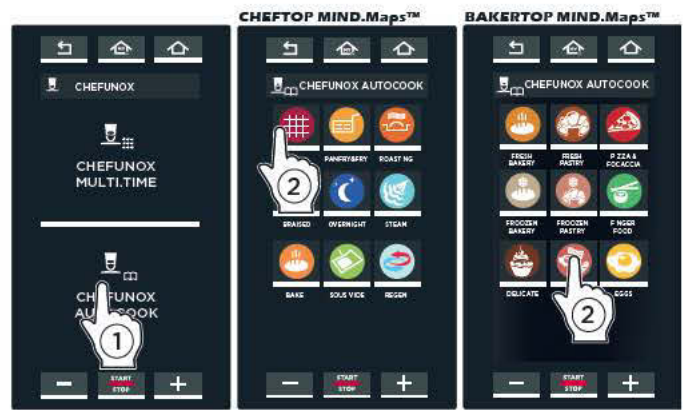 CHEFTOP MIND.Maps™
BAKERTOP MIND.Maps™
CHEFUNOX
CHEFUNOX
MULTI.TIME
CHEFUNOX
1
START
STOP
CHEFUNOX AUTOCOOK
PANFRY&FRY
ROASTING
2
BRAISED
OVERNIGHT
STEAM
BAKE
SOUS VIDE
REGEN
START
STOP
CHEFUNOX AUTOCOOK
FRESH
BAKERY
FRESH
PASTRY
PIZZA &
FOCACCIA
FROOZEN
BAKERY
FROOZEN
PASTRY
FINGER
FOOD
DELICATE
2
EGGS
START
STOP